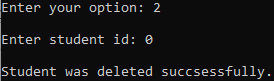 Enter your option: 2
Enter student id: 0
Student was deleted succsessfully.